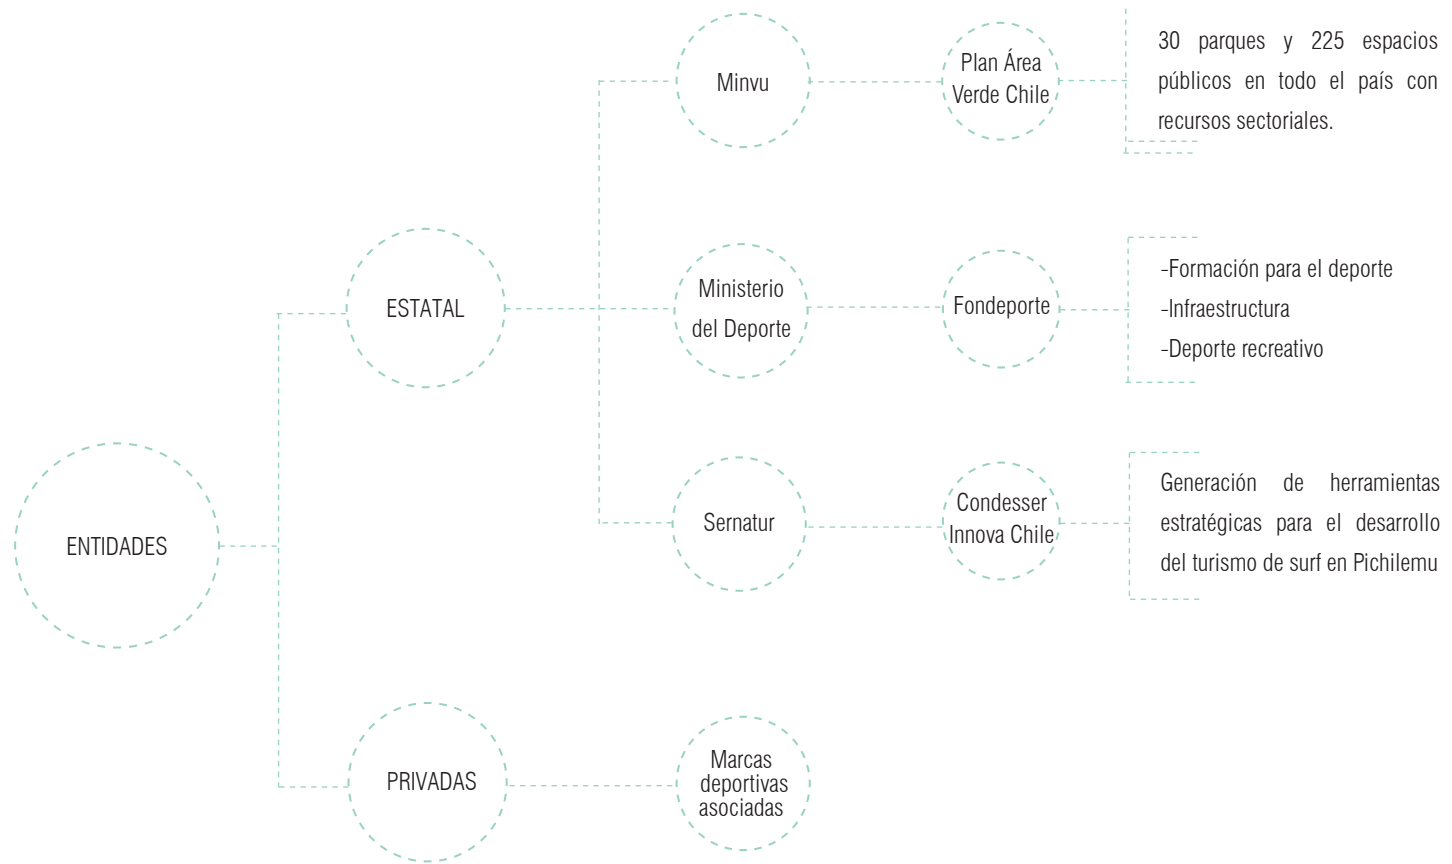 Minvu
Plan Área
Verde Chile
30 parques y 225 espacios
públicos en todo el país con
recursos sectoriales.
ESTATAL
Ministerio
del Deporte
Fondeporte
-Formación para el deporte
-Infraestructura
-Deporte recreativo
ENTIDADES
Sernatur
Condesser
Innova Chile
Generación de herramientas
estratégicas para el desarrollo
del turismo de surf en Pichilemu
PRIVADAS
Marcas
deportivas
asociadas